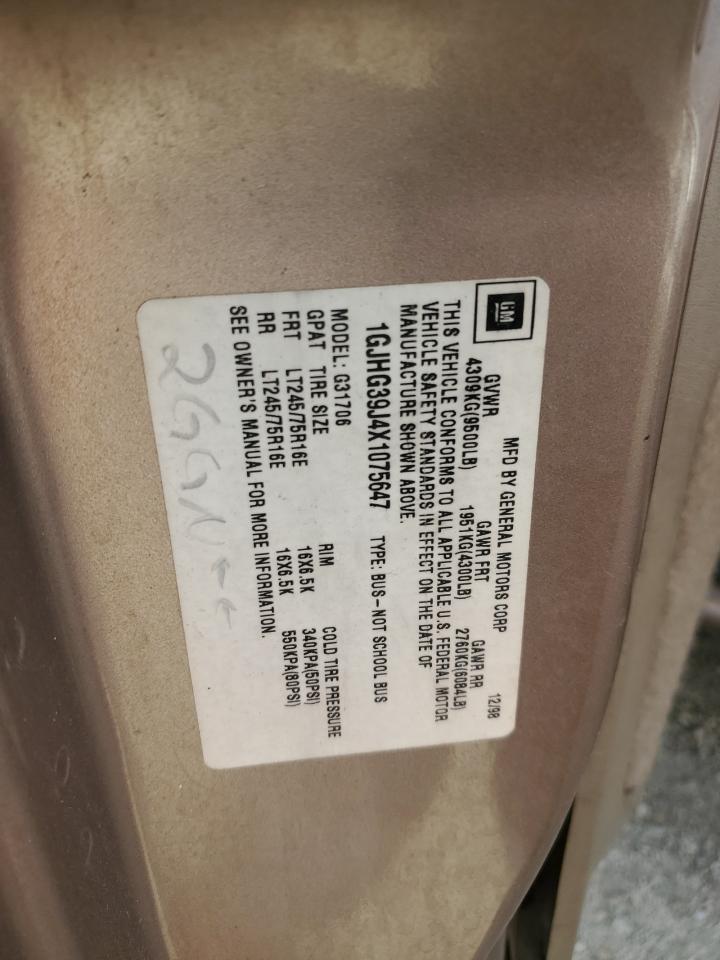 GM
MFD BY GENERAL MOTORS CORP 12/98
GVWR GAWR FRT GAWR RR
4309KG(9500LB) 1951KG(4300LB) 2760KG(6084LB)
THIS VEHICLE CONFORMS TO ALL APPLICABLE U.S. FEDERAL MOTOR
VEHICLE SAFETY STANDARDS IN EFFECT ON THE DATE OF
MANUFACTURE SHOWN ABOVE.
1GJHG39J4X1075647 TYPE: BUS-NOT SCHOOL BUS
MODEL: G31706
GPAT TIRE SIZE RIM COLD TIRE PRESSURE
FRT LT245/75R16E 16X6.5K 340KPA(50PSI)
RR LT245/75R16E 16X6.5K 550KPA(80PSI)
SEE OWNER'S MANUAL FOR MORE INFORMATION.